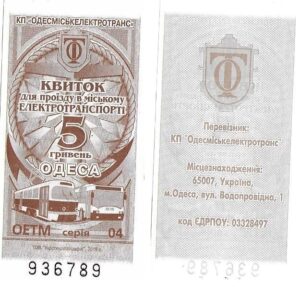 КП "ОДЕСМІСЬКЕЛЕКТРОТРАНС"
КВИТОК
для проїзду в міському
ЕЛЕКТРОТРАНСПОРТІ
5
гривень
ОДЕСА
ОЕТМ серія 04
936789
Перевізник:
КП "Одесміськелектротранс"
Місцезнаходження:
65007, Україна,
м.Одеса, вул. Водопровідна, 1
код ЄДРПОУ: 03328497